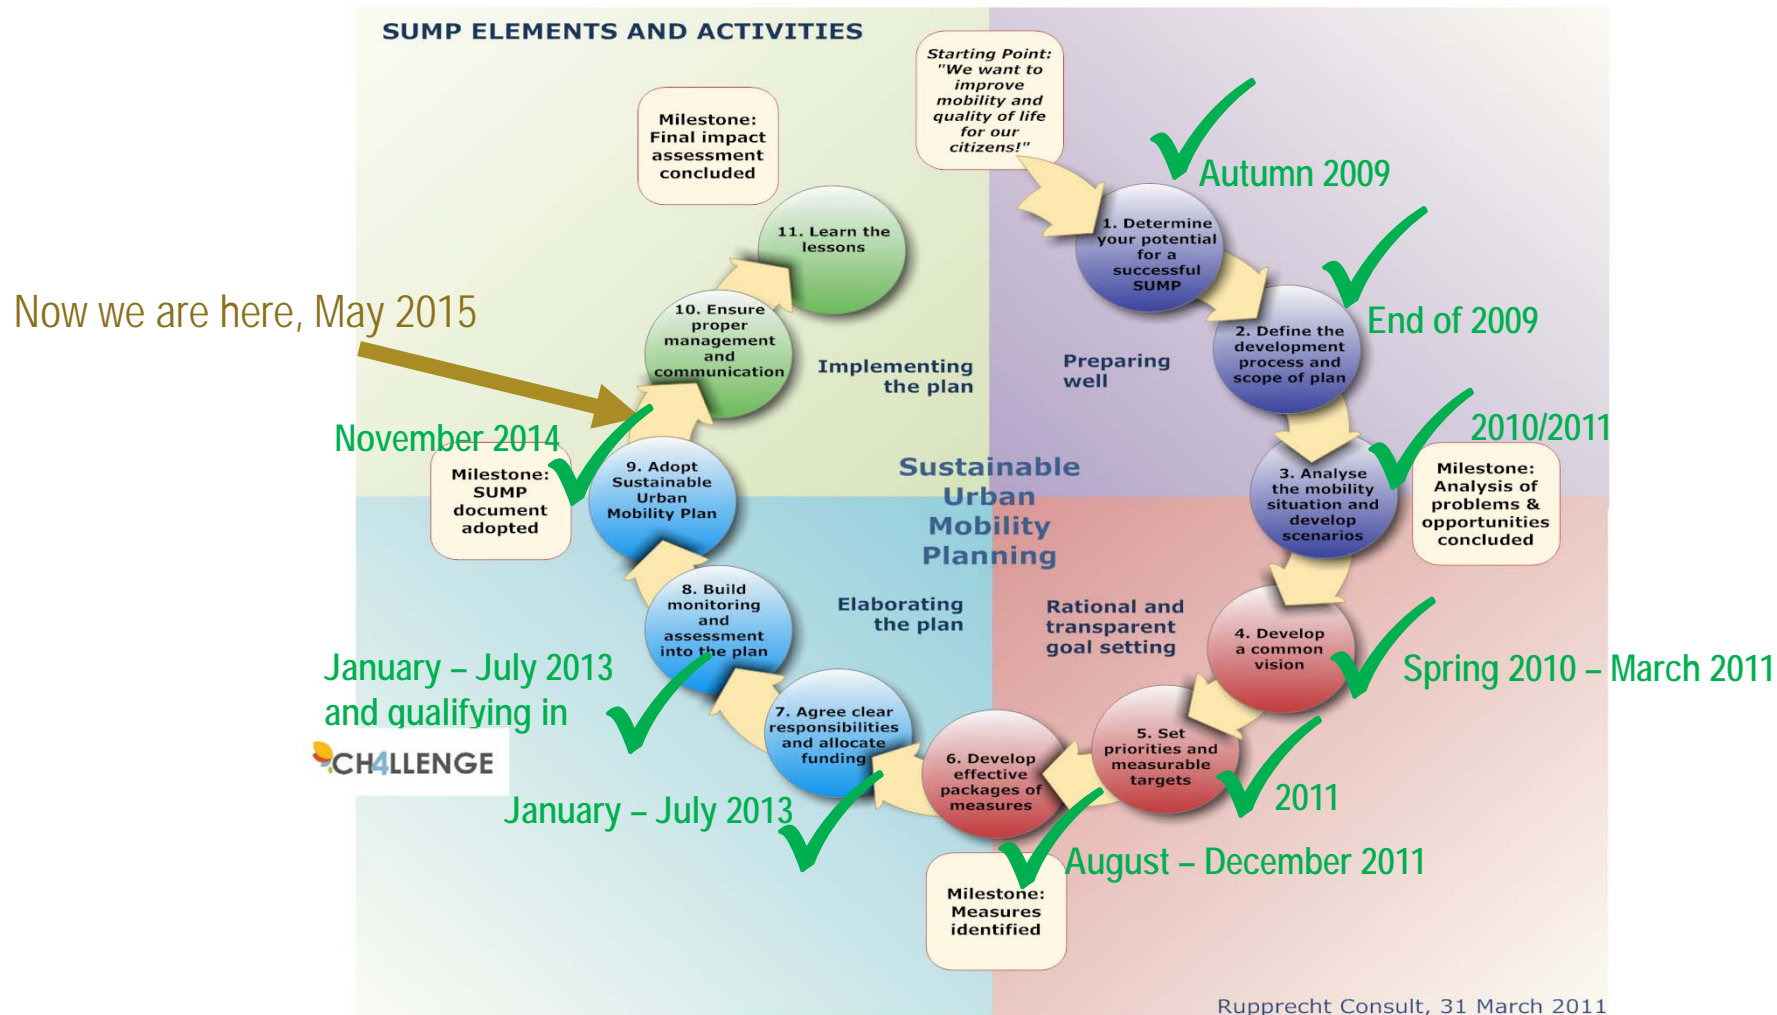 SUMP ELEMENTS AND ACTIVITIES
Starting Point:
"We want to
improve
mobility and
quality of life
for our
citizens!"
Autumn 2009
1. Determine
your potential
for a
successful
SUMP
End of 2009
2. Define the
development
process and
scope of plan
Preparing
well
2010/2011
3. Analyse
the mobility
situation and
develop
scenarios
Milestone:
Analysis of
problems &
opportunities
concluded
Sustainable
Urban
Mobility
Planning
Rational and
transparent
goal setting
4. Develop
a common
vision
Spring 2010 – March 2011
5. Set
priorities and
measurable
targets
2011
6. Develop
effective
packages of
measures
August – December 2011
Milestone:
Measures
identified
Elaborating
the plan
7. Agree clear
responsibilities
and allocate
funding
January – July 2013
8. Build
monitoring
and
assessment
into the plan
January – July 2013
and qualifying in
CH4LLENGE
9. Adopt
Sustainable
Urban
Mobility Plan
November 2014
Milestone:
SUMP
document
adopted
Now we are here, May 2015
Implementing
the plan
10. Ensure
proper
management
and
communication
11. Learn the
lessons
Milestone:
Final impact
assessment
concluded
Rupprecht Consult, 31 March 2011